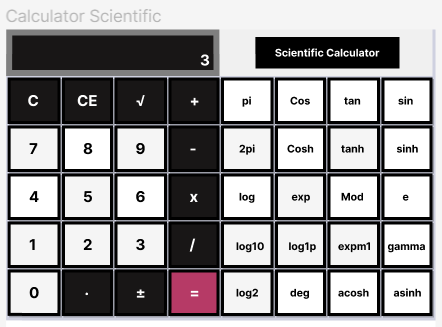 Calculator Scientific
3
Scientific Calculator
C CE √ + pi Cos tan sin
7 8 9 - 2pi Cosh tanh sinh
4 5 6 x log exp Mod e
1 2 3 / log10 log1p expm1 gamma
0 . ± = log2 deg acosh asinh